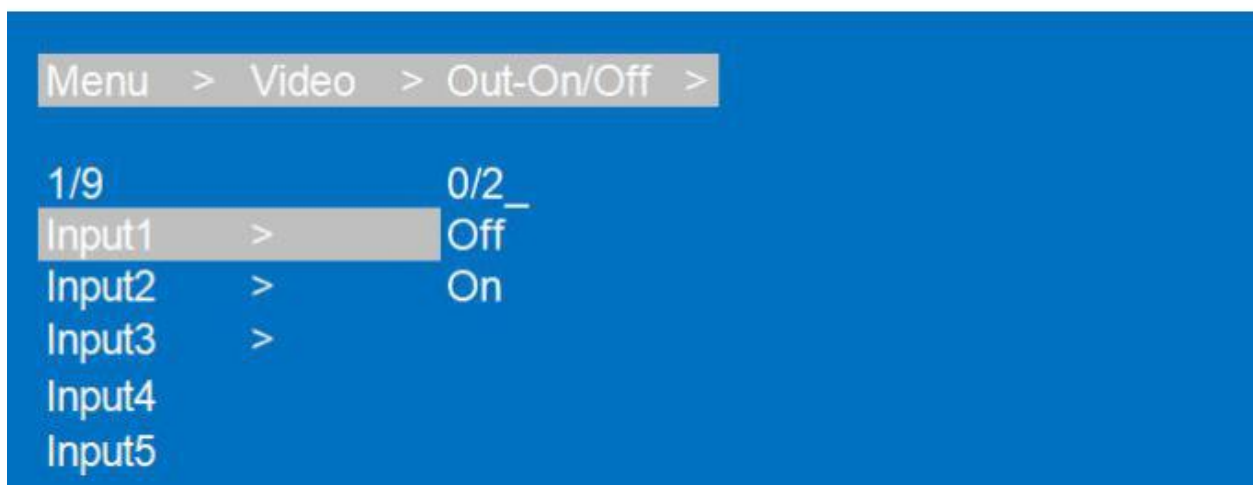 Menu > Video > Out-On/Off >
1/9 0/2_
Input1 > Off
Input2 > On
Input3 >
Input4
Input5